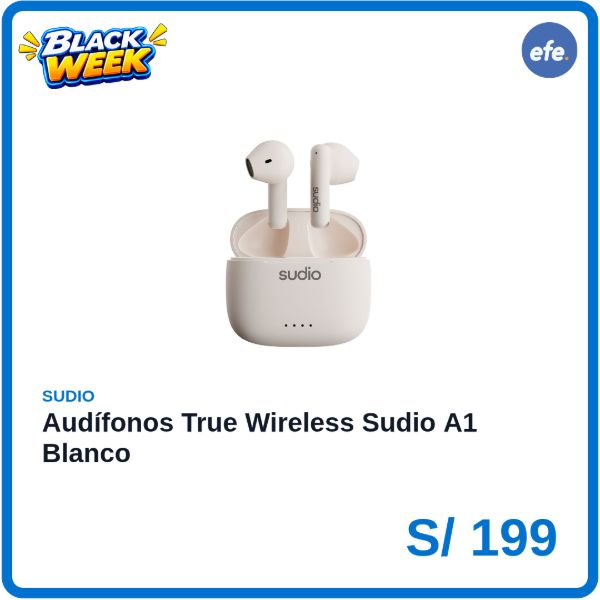 BLACK
WEEK
efe.
sudio
sudio
SUDIO
Audífonos True Wireless Sudio A1
Blanco
S/ 199